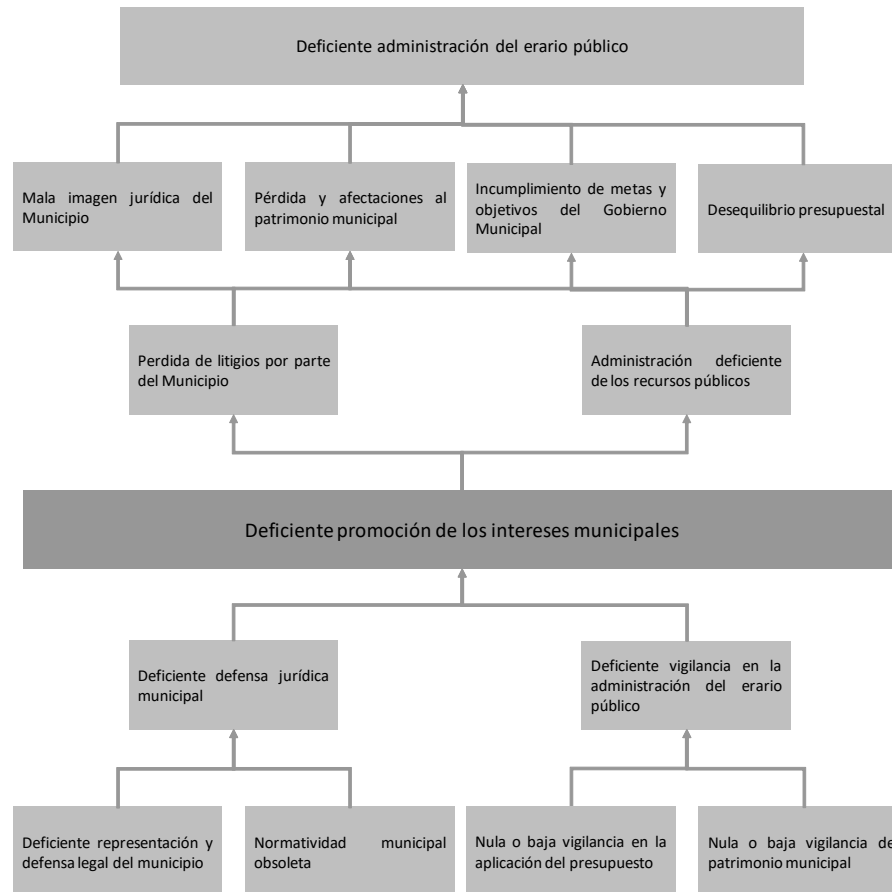 Deficiente administración del erario público
Mala imagen jurídica del
Municipio
Pérdida y afectaciones al
patrimonio municipal
Incumplimiento de metas y
objetivos del Gobierno
Municipal
Desequilibrio presupuestal
Perdida de litigios por parte
del Municipio
Administración deficiente
de los recursos públicos
Deficiente promoción de los intereses municipales
Deficiente defensa jurídica
municipal
Deficiente vigilancia en la
administración del erario
público
Deficiente representación y
defensa legal del municipio
Normatividad municipal
obsoleta
Nula o baja vigilancia en la
aplicación del presupuesto
Nula o baja vigilancia de
patrimonio municipal